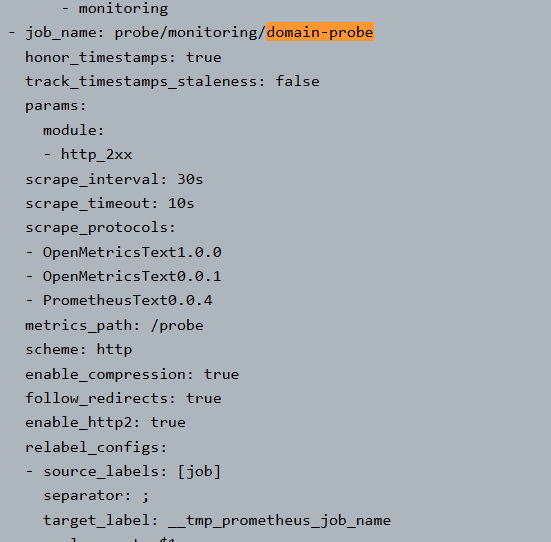 - monitoring
- job_name: probe/monitoring/domain-probe
honor_timestamps: true
track_timestamps_staleness: false
params:
module:
- http_2xx
scrape_interval: 30s
scrape_timeout: 10s
scrape_protocols:
- OpenMetricsText1.0.0
- OpenMetricsText0.0.1
- PrometheusText0.0.4
metrics_path: /probe
scheme: http
enable_compression: true
follow_redirects: true
enable_http2: true
relabel_configs:
- source_labels: [job]
separator: ;
target_label: __tmp_prometheus_job_name